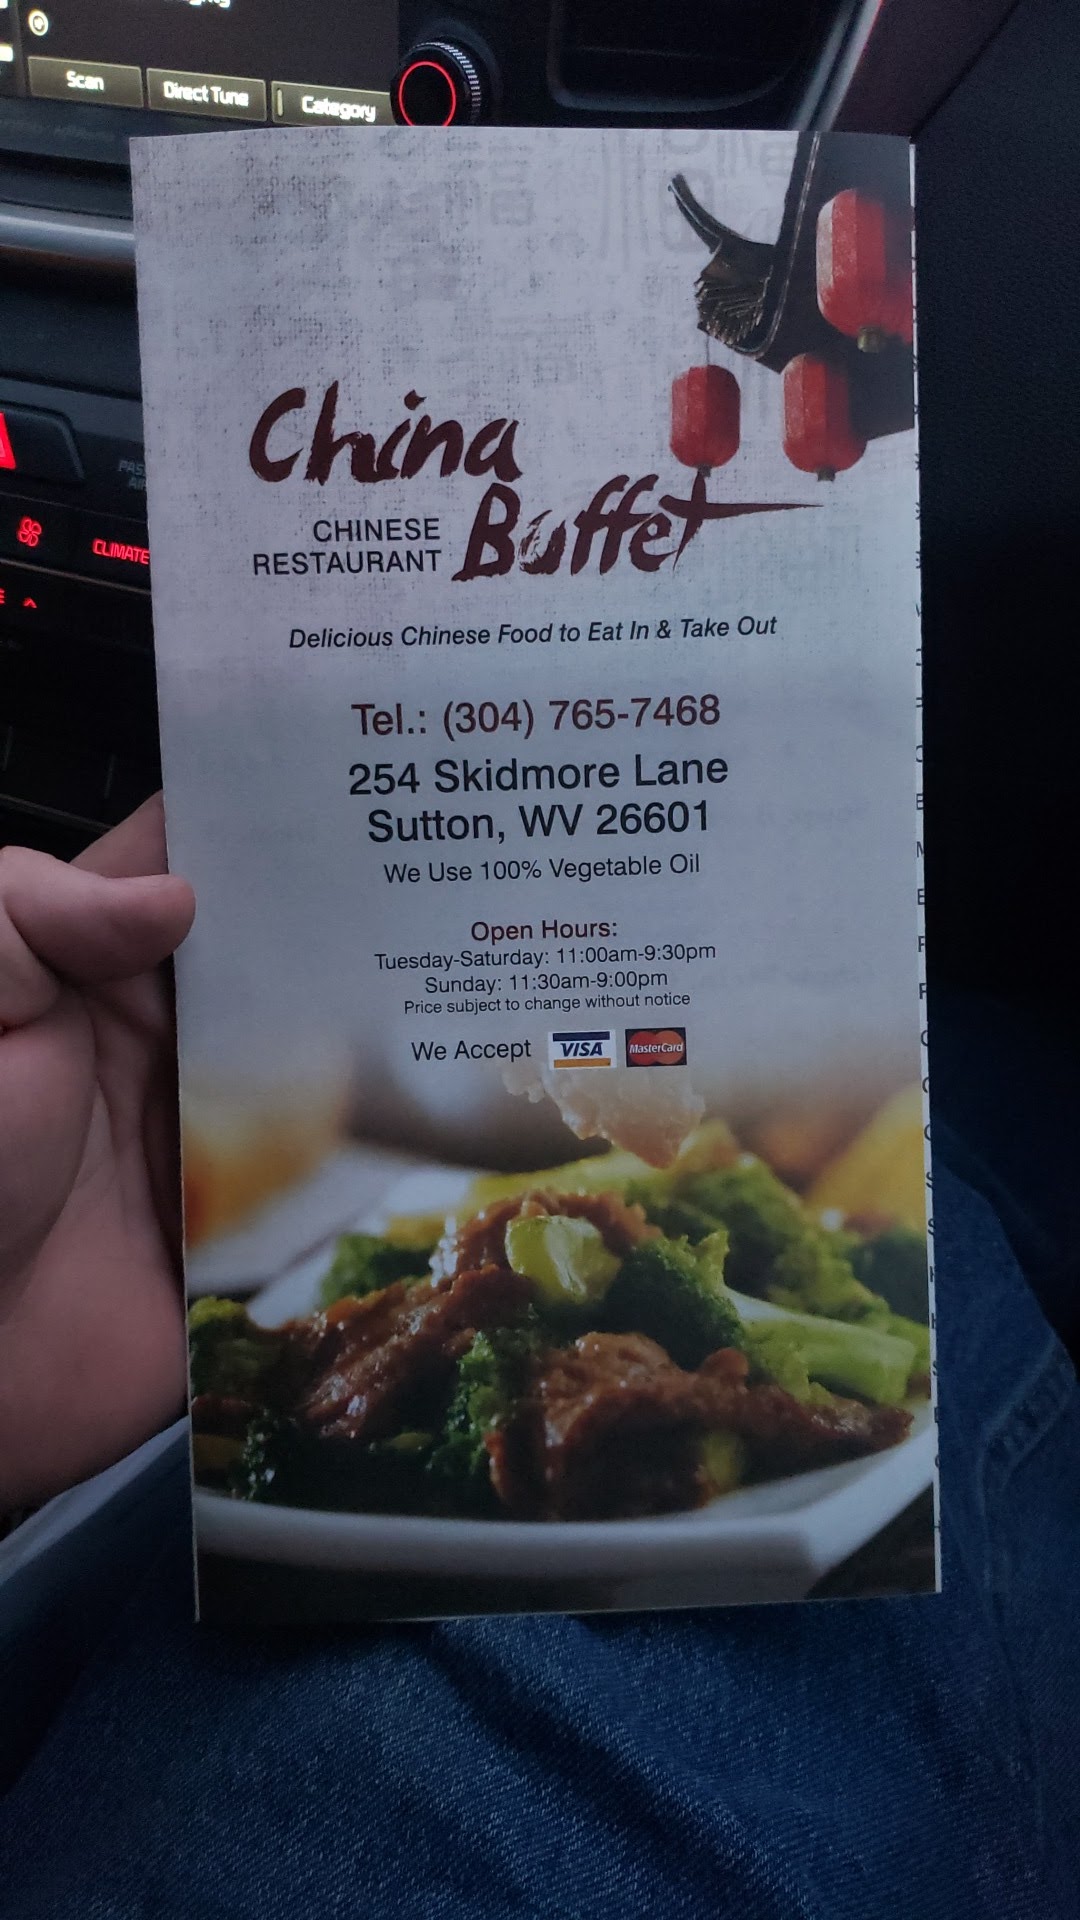 Scan
Direct Tune
Category
福
China
Buffet
CHINESE
RESTAURANT
Delicious Chinese Food to Eat In & Take Out
Tel.: (304) 765-7468
254 Skidmore Lane
Sutton, WV 26601
We Use 100% Vegetable Oil
Open Hours:
Tuesday-Saturday: 11:00am-9:30pm
Sunday: 11:30am-9:00pm
Price subject to change without notice
We Accept VISA MasterCard
CLIMATE